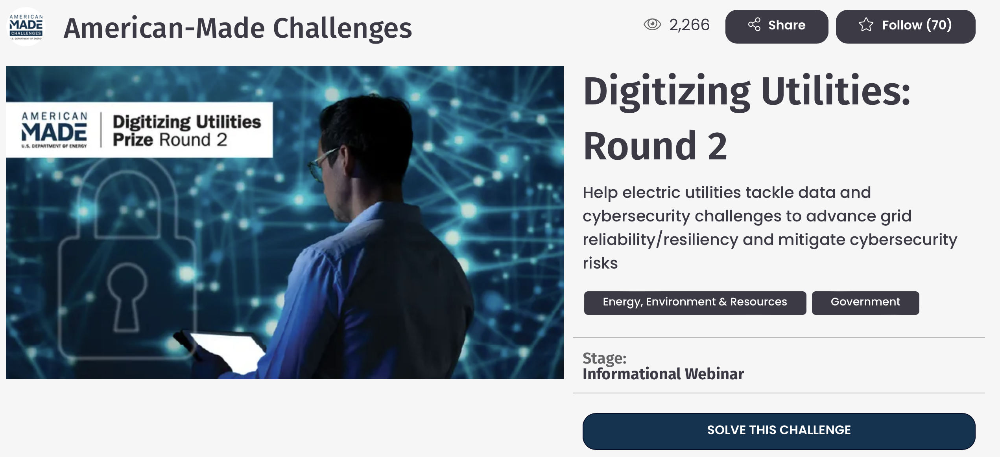 AMERICAN
MADE
CHALLENGES
U.S. DEPARTMENT OF ENERGY
American-Made Challenges
2,266
Share
Follow (70)
AMERICAN
MADE
U.S. DEPARTMENT OF ENERGY
Digitizing Utilities
Prize Round 2
Digitizing Utilities:
Round 2
Help electric utilities tackle data and
cybersecurity challenges to advance grid
reliability/resiliency and mitigate cybersecurity
risks
Energy, Environment & Resources
Government
Stage:
Informational Webinar
SOLVE THIS CHALLENGE